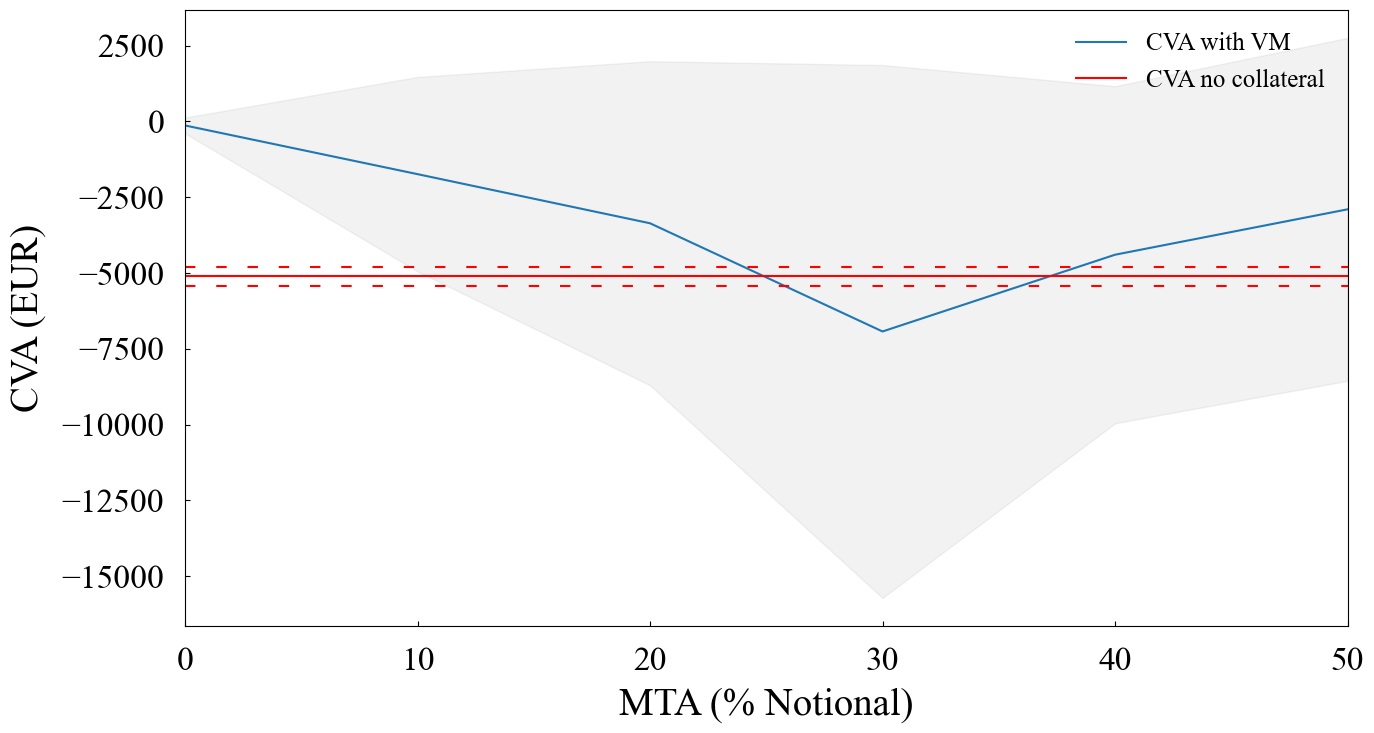 CVA with VM
CVA no collateral
2500
0
−2500
−5000
−7500
−10000
−12500
−15000
CVA (EUR)
0 10 20 30 40 50
MTA (% Notional)